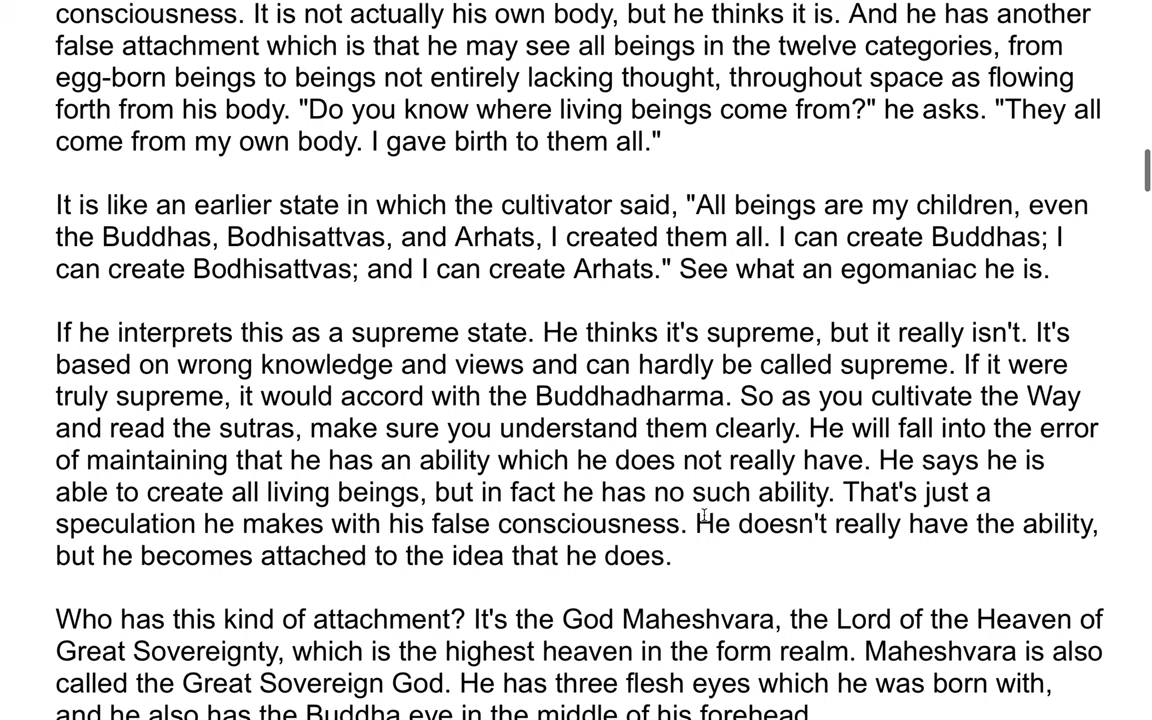 consciousness. It is not actually his own body, but he thinks it is. And he has another
false attachment which is that he may see all beings in the twelve categories, from
egg-born beings to beings not entirely lacking thought, throughout space as flowing
forth from his body. "Do you know where living beings come from?" he asks. "They all
come from my own body. I gave birth to them all."
It is like an earlier state in which the cultivator said, "All beings are my children, even
the Buddhas, Bodhisattvas, and Arhats, I created them all. I can create Buddhas; I
can create Bodhisattvas; and I can create Arhats." See what an egomaniac he is.
If he interprets this as a supreme state. He thinks it's supreme, but it really isn't. It's
based on wrong knowledge and views and can hardly be called supreme. If it were
truly supreme, it would accord with the Buddhadharma. So as you cultivate the Way
and read the sutras, make sure you understand them clearly. He will fall into the error
of maintaining that he has an ability which he does not really have. He says he is
able to create all living beings, but in fact he has no such ability. That's just a
speculation he makes with his false consciousness. He doesn't really have the ability,
but he becomes attached to the idea that he does.
Who has this kind of attachment? It's the God Maheshvara, the Lord of the Heaven of
Great Sovereignty, which is the highest heaven in the form realm. Maheshvara is also
called the Great Sovereign God. He has three flesh eyes which he was born with,
and he also has the Buddha eye in the middle of his forehead.